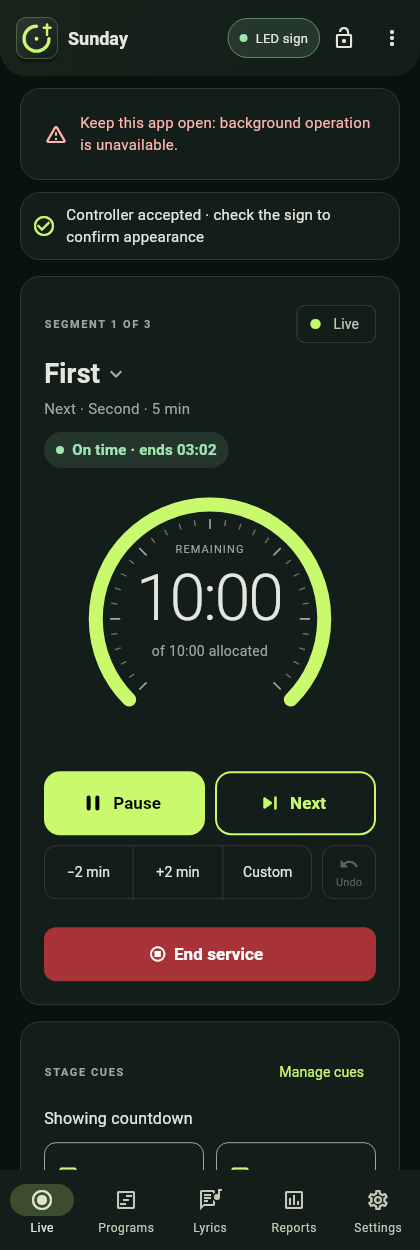 Sunday
LED sign
Keep this app open: background operation
is unavailable.
Controller accepted · check the sign to
confirm appearance
SEGMENT 1 OF 3
Live
First
Next · Second · 5 min
On time · ends 03:02
REMAINING
10:00
of 10:00 allocated
Pause
Next
−2 min
+2 min
Custom
Undo
End service
STAGE CUES
Manage cues
Showing countdown
Live
Programs
Lyrics
Reports
Settings